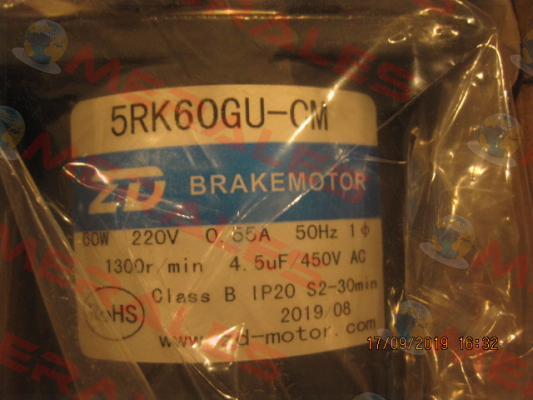 5RK60GU-CM
ZD BRAKEMOTOR
60W 220V 0.55A 50Hz 1ϕ
1300r/min 4.5uF/450V AC
Class B IP20 S2-30min
RoHS
2019/08
www.zd-motor.com
17/09/2019 16:32